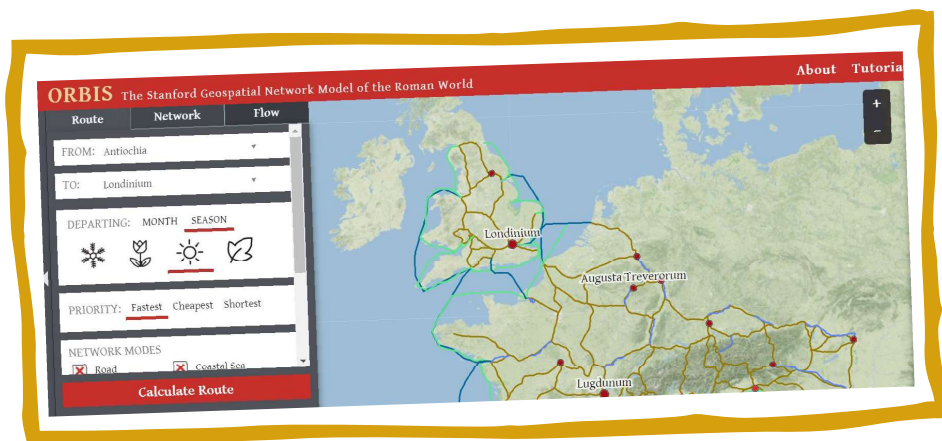 ORBIS The Stanford Geospatial Network Model of the Roman World
About Tutoria
Route Network Flow
FROM: Antiochia
TO: Londinium
DEPARTING: MONTH SEASON
PRIORITY: Fastest Cheapest Shortest
NETWORK MODES
Road Coastal Sea
Calculate Route
+
−
Londinium
Augusta Treverorum
Lugdunum